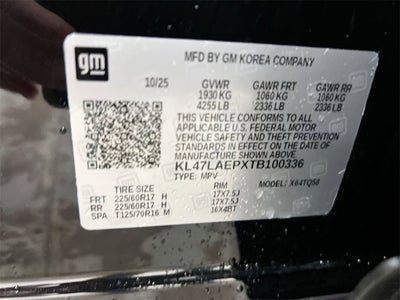 gm
MFD BY GM KOREA COMPANY
10/25 GVWR GAWR FRT GAWR RR
1930 KG 1060 KG 1060 KG
4255 LB 2336 LB 2336 LB
THIS VEHICLE CONFORMS TO ALL
APPLICABLE U.S. FEDERAL MOTOR
VEHICLE SAFETY AND THEFT PREVENTION
STANDARDS IN EFFECT ON THE DATE OF
MANUFACTURE SHOWN ABOVE.
KL47LAEPXTB100336
TYPE: MPV MODEL: X64TQ58
TIRE SIZE RIM
FRT 225/60R17 H 17X7.5J
RR 225/60R17 H 17X7.5J
SPA T125/70R16 M 16X4BT